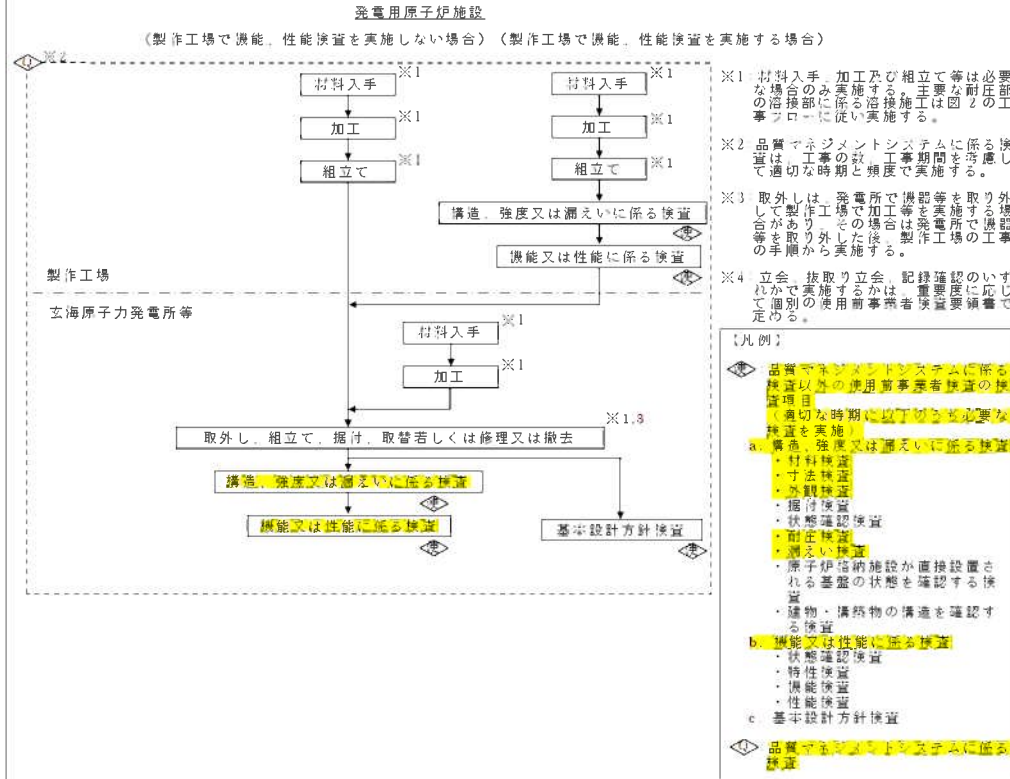 発電用原子炉施設
(製作工場で機能、性能検査を実施しない場合) (製作工場で機能、性能検査を実施する場合)
Q ※2
材料入手 ※1
加工 ※1
組立て ※1
材料入手 ※1
加工 ※1
組立て ※1
構造、強度又は漏えいに係る検査
機能又は性能に係る検査
製作工場
玄海原子力発電所等
材料入手 ※1
加工 ※1
取外し、組立て、据付、取替若しくは修理又は撤去 ※1,3
構造、強度又は漏えいに係る検査
機能又は性能に係る検査
基本設計方針検査
※1 材料入手、加工及び組立て等は必要
な場合のみ実施する。主要な耐圧部
の溶接部に係る溶接施工は図2の工
事フローに従い実施する。
※2 品質マネジメントシステムに係る検
査は、工事の数、工事期間を考慮し
て適切な時期と頻度で実施する。
※3 取外しは、発電所で機器等を取り外
して製作工場で加工等を実施する場
合があり、その場合は発電所で機器
等を取り外した後、製作工場の工事
の手順から実施する。
※4 立会、抜取り立会、記録確認のいず
れかで実施するかは、重要度に応じ
て個別の使用前事業者検査要領書で
定める。
【凡例】
品質マネジメントシステムに係る
検査以外の使用前事業者検査の検
査項目
(適切な時期に以下のうち必要な
検査を実施)
a. 構造、強度又は漏えいに係る検査
・材料検査
・寸法検査
・外観検査
・据付検査
・状態確認検査
・耐圧検査
・漏えい検査
・原子炉格納施設が直接設置さ
れる基盤の状態を確認する検
査
・建物・構築物の構造を確認す
る検査
b. 機能又は性能に係る検査
・状態確認検査
・特性検査
・機能検査
・性能検査
c. 基本設計方針検査
Q 品質マネジメントシステムに係る
検査